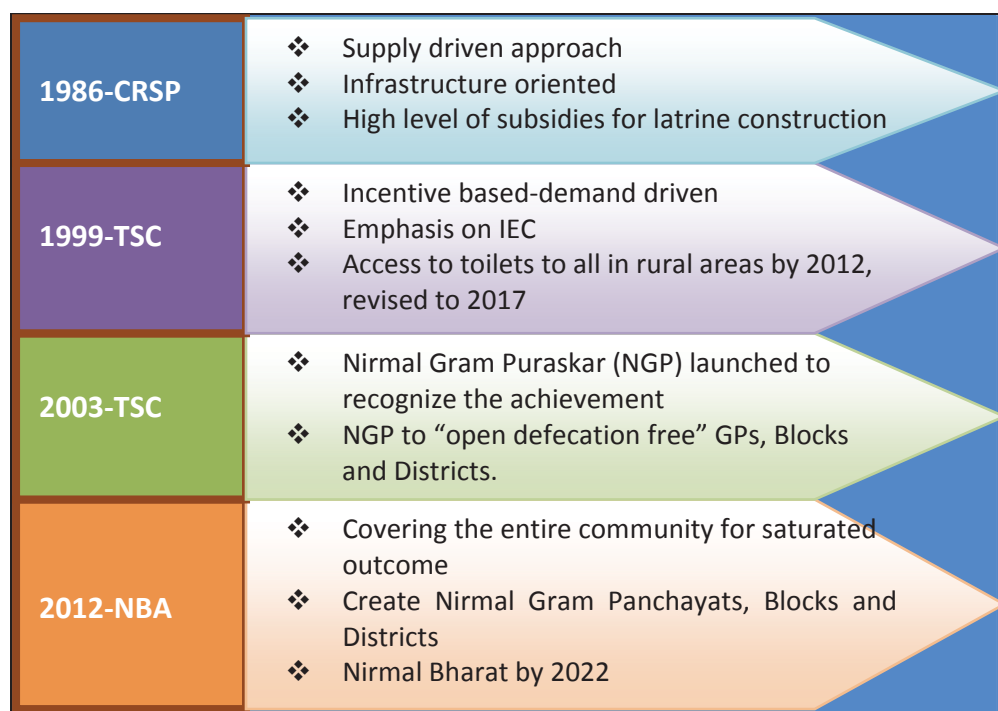 1986-CRSP
❖ Supply driven approach
❖ Infrastructure oriented
❖ High level of subsidies for latrine construction
1999-TSC
❖ Incentive based-demand driven
❖ Emphasis on IEC
❖ Access to toilets to all in rural areas by 2012,
revised to 2017
2003-TSC
❖ Nirmal Gram Puraskar (NGP) launched to
recognize the achievement
❖ NGP to “open defecation free” GPs, Blocks
and Districts.
2012-NBA
❖ Covering the entire community for saturated
outcome
❖ Create Nirmal Gram Panchayats, Blocks and
Districts
❖ Nirmal Bharat by 2022